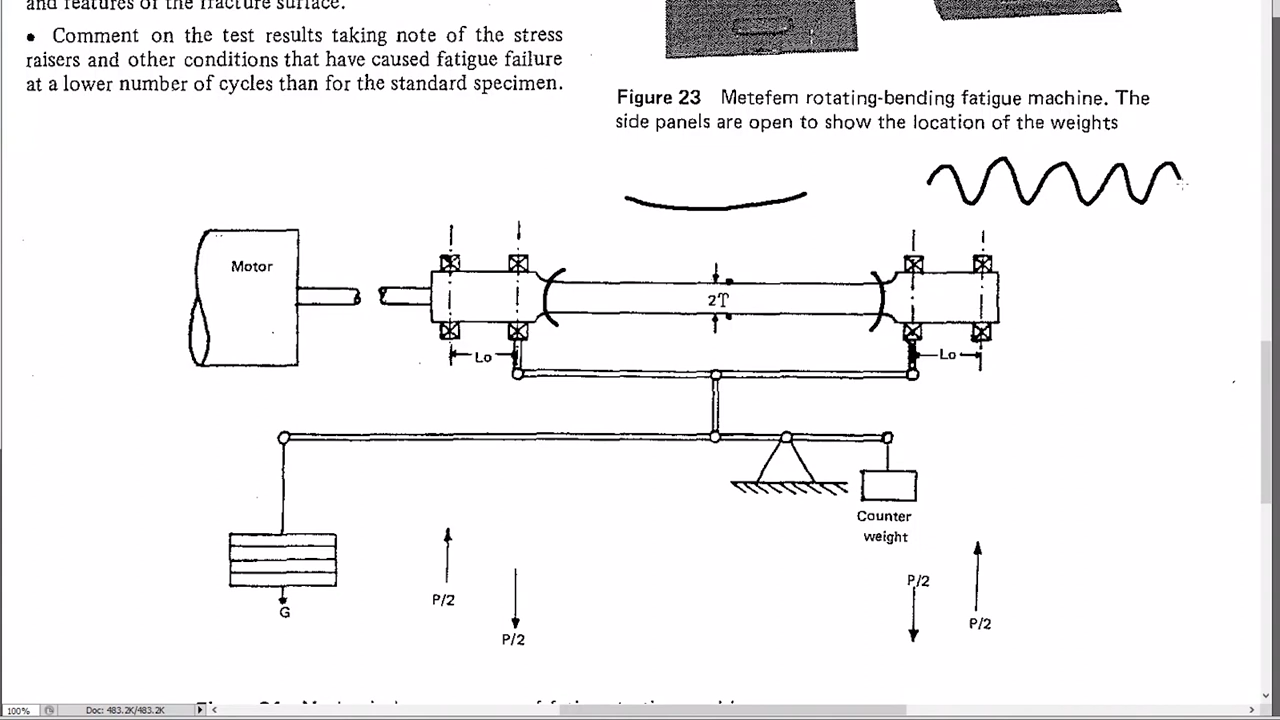 and features of the fracture surface.
• Comment on the test results taking note of the stress
raisers and other conditions that have caused fatigue failure
at a lower number of cycles than for the standard specimen.
Figure 23 Metefem rotating-bending fatigue machine. The
side panels are open to show the location of the weights
Motor
2T
Lo
Lo
Counter
weight
G
P/2
P/2
P/2
P/2
100%
Doc: 483.2K/483.2K